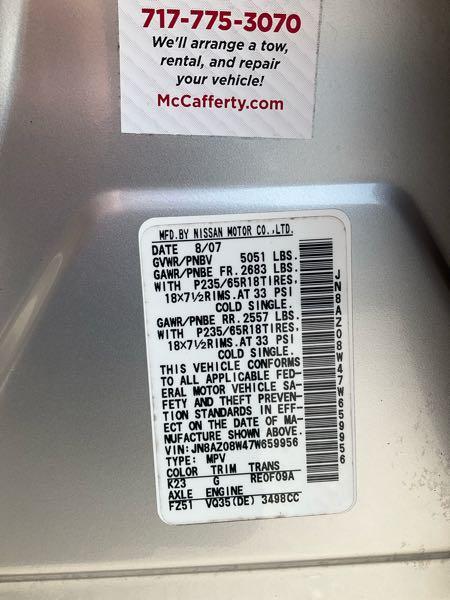 717-775-3070
We'll arrange a tow,
rental, and repair
your vehicle!
McCafferty.com
MFD.BY NISSAN MOTOR CO.,LTD.
DATE 8/07
GVWR/PNBV 5051 LBS.
GAWR/PNBE FR. 2683 LBS.
WITH P235/65R18TIRES,
18×7½RIMS.AT 33 PSI
COLD SINGLE.
GAWR/PNBE RR. 2557 LBS.
WITH P235/65R18TIRES,
18×7½RIMS.AT 33 PSI
COLD SINGLE.
THIS VEHICLE CONFORMS
TO ALL APPLICABLE FED-
ERAL MOTOR VEHICLE SA-
FETY AND THEFT PREVEN-
TION STANDARDS IN EFF-
ECT ON THE DATE OF MA-
NUFACTURE SHOWN ABOVE.
VIN:JN8AZ08W47W659956
TYPE: MPV
COLOR TRIM TRANS
K23 G RE0F09A
AXLE ENGINE
FZ51 VQ35(DE) 3498CC
JN8AZ08W47W659956